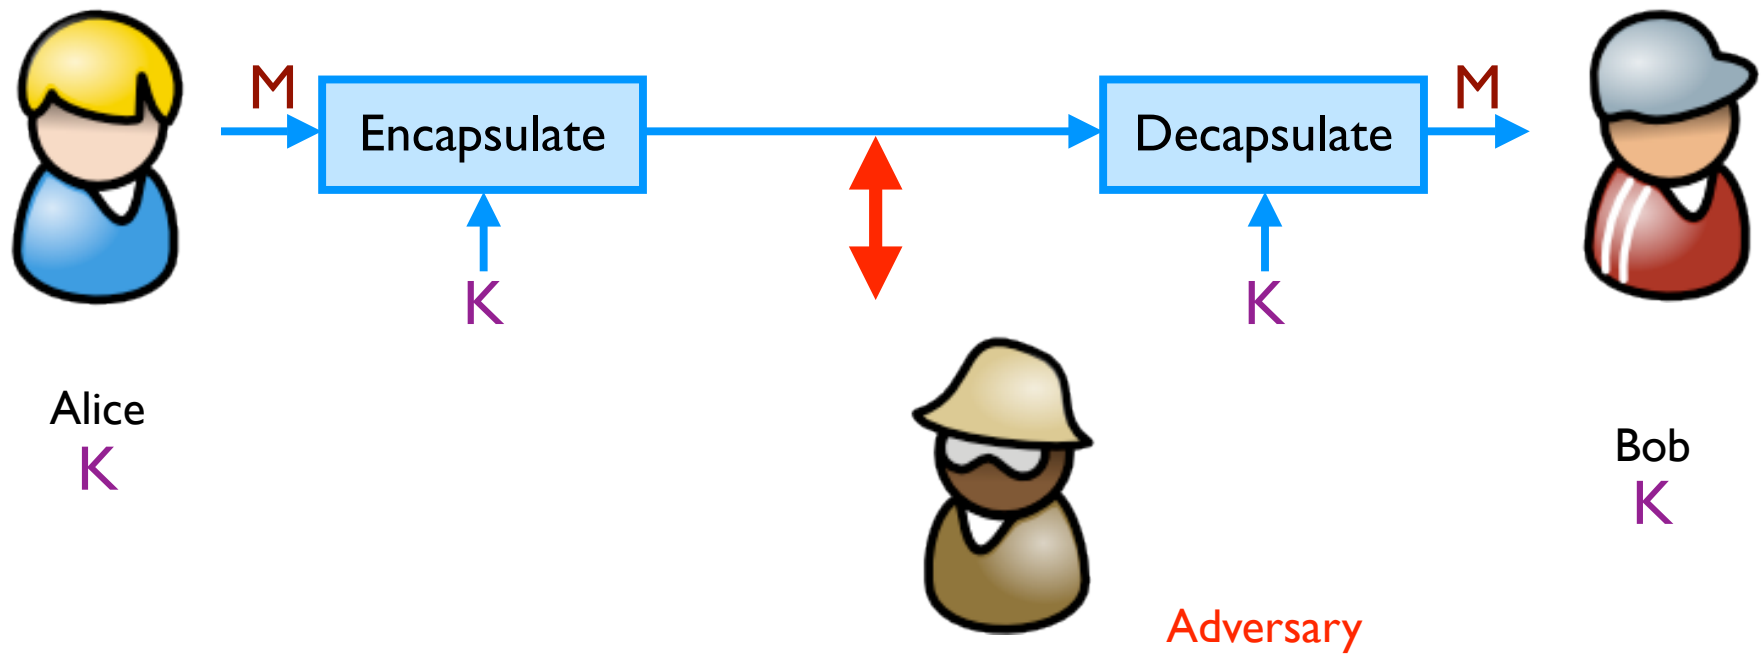 M
Encapsulate
Decapsulate
M
K
K
Alice
K
Bob
K
Adversary